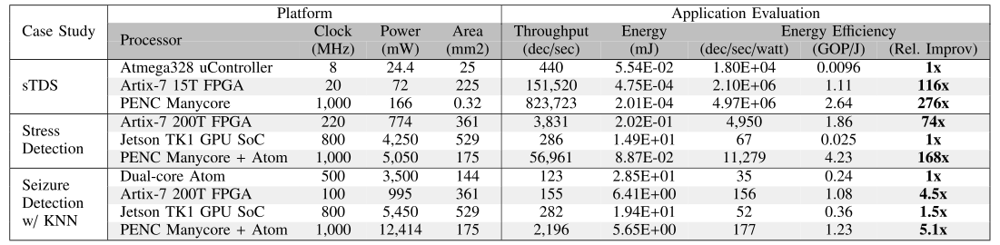 Case Study Platform Application Evaluation
Processor Clock Power Area Throughput Energy Energy Efficiency
(MHz) (mW) (mm2) (dec/sec) (mJ) (dec/sec/watt) (GOP/J) (Rel. Improv)
sTDS Atmega328 uController 8 24.4 25 440 5.54E-02 1.80E+04 0.0096 1x
Artix-7 15T FPGA 20 72 225 151,520 4.75E-04 2.10E+06 1.11 116x
PENC Manycore 1,000 166 0.32 823,723 2.01E-04 4.97E+06 2.64 276x
Stress Detection Artix-7 200T FPGA 220 774 361 3,831 2.02E-01 4,950 1.86 74x
Jetson TK1 GPU SoC 800 4,250 529 286 1.49E+01 67 0.025 1x
PENC Manycore + Atom 1,000 5,050 175 56,961 8.87E-02 11,279 4.23 168x
Seizure Detection w/ KNN Dual-core Atom 500 3,500 144 123 2.85E+01 35 0.24 1x
Artix-7 200T FPGA 100 995 361 155 6.41E+00 156 1.08 4.5x
Jetson TK1 GPU SoC 800 5,450 529 282 1.94E+01 52 0.36 1.5x
PENC Manycore + Atom 1,000 12,414 175 2,196 5.65E+00 177 1.23 5.1x